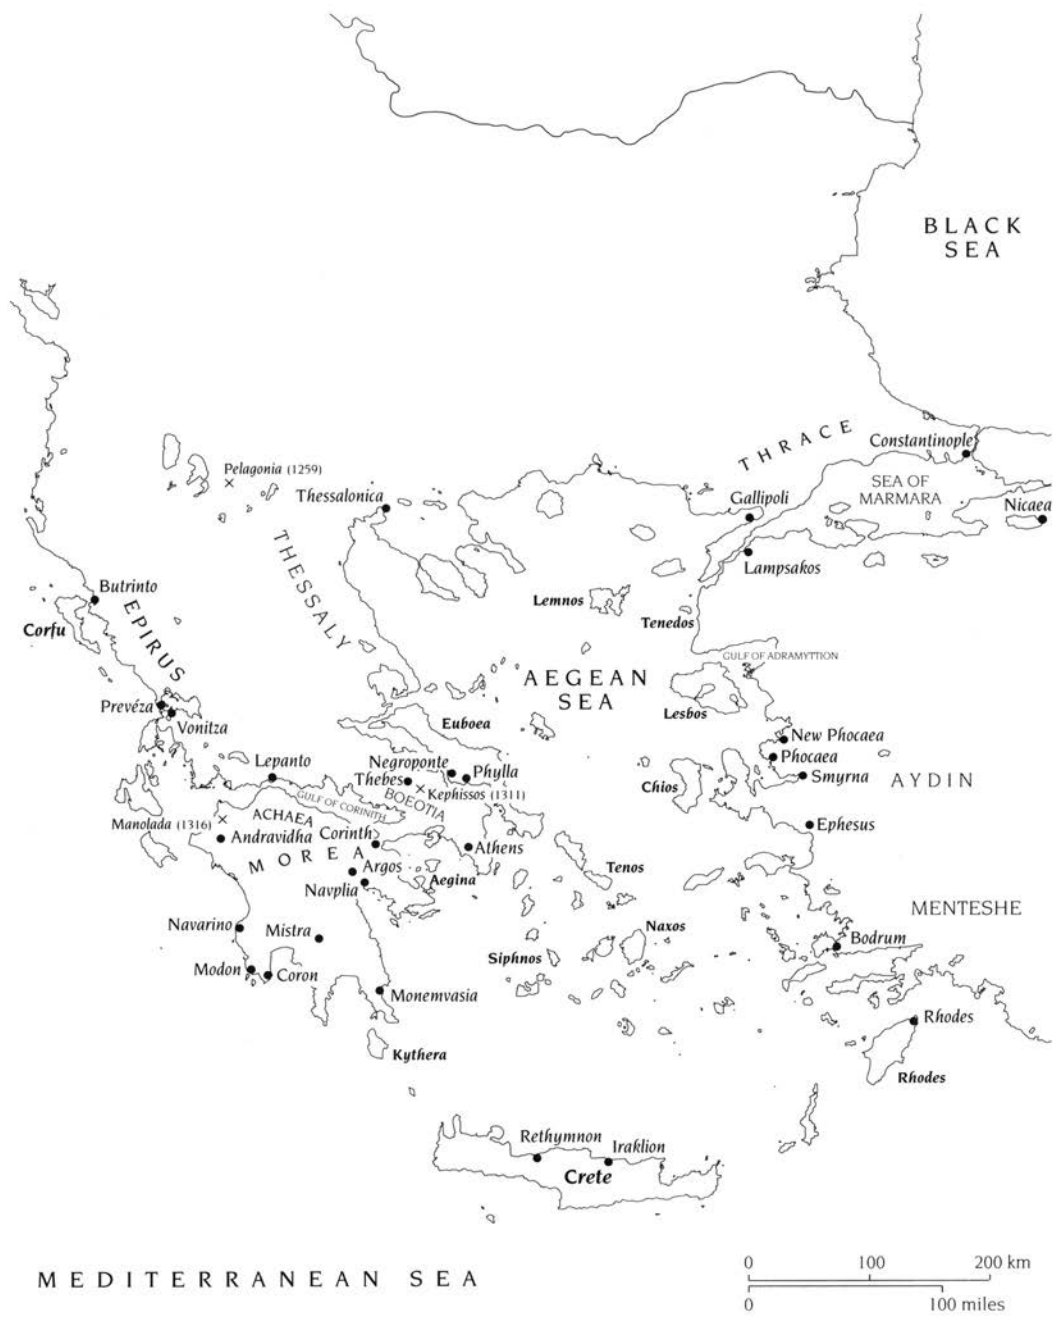 BLACK
SEA
THRACE
Constantinople
Pelagonia (1259)
SEA OF
MARMARA
Thessalonica
Gallipoli
Nicaea
THESSALY
Lampsakos
Butrinto
EPIRUS
Lemnos
Corfu
Tenedos
GULF OF ADRAMYTTION
AEGEAN
SEA
Prevéza
Lesbos
Vonitza
Euboea
New Phocaea
Phocaea
Lepanto
Negroponte
Phylla
Smyrna
Thebes
AYDIN
Chios
Kephissos (1311)
BOEOTIA
GULF OF CORINITH
ACHAEA
Manolada (1316)
Ephesus
Andravidha
Corinth
Athens
MOREA
Argos
Tenos
Aegina
Navplia
MENTESHE
Navarino
Mistra
Naxos
Bodrum
Siphnos
Modon
Coron
Monemvasia
Rhodes
Kythera
Rhodes
Rethymnon
Iraklion
Crete
0 100 200 km
MEDITERRANEAN SEA
0 100 miles